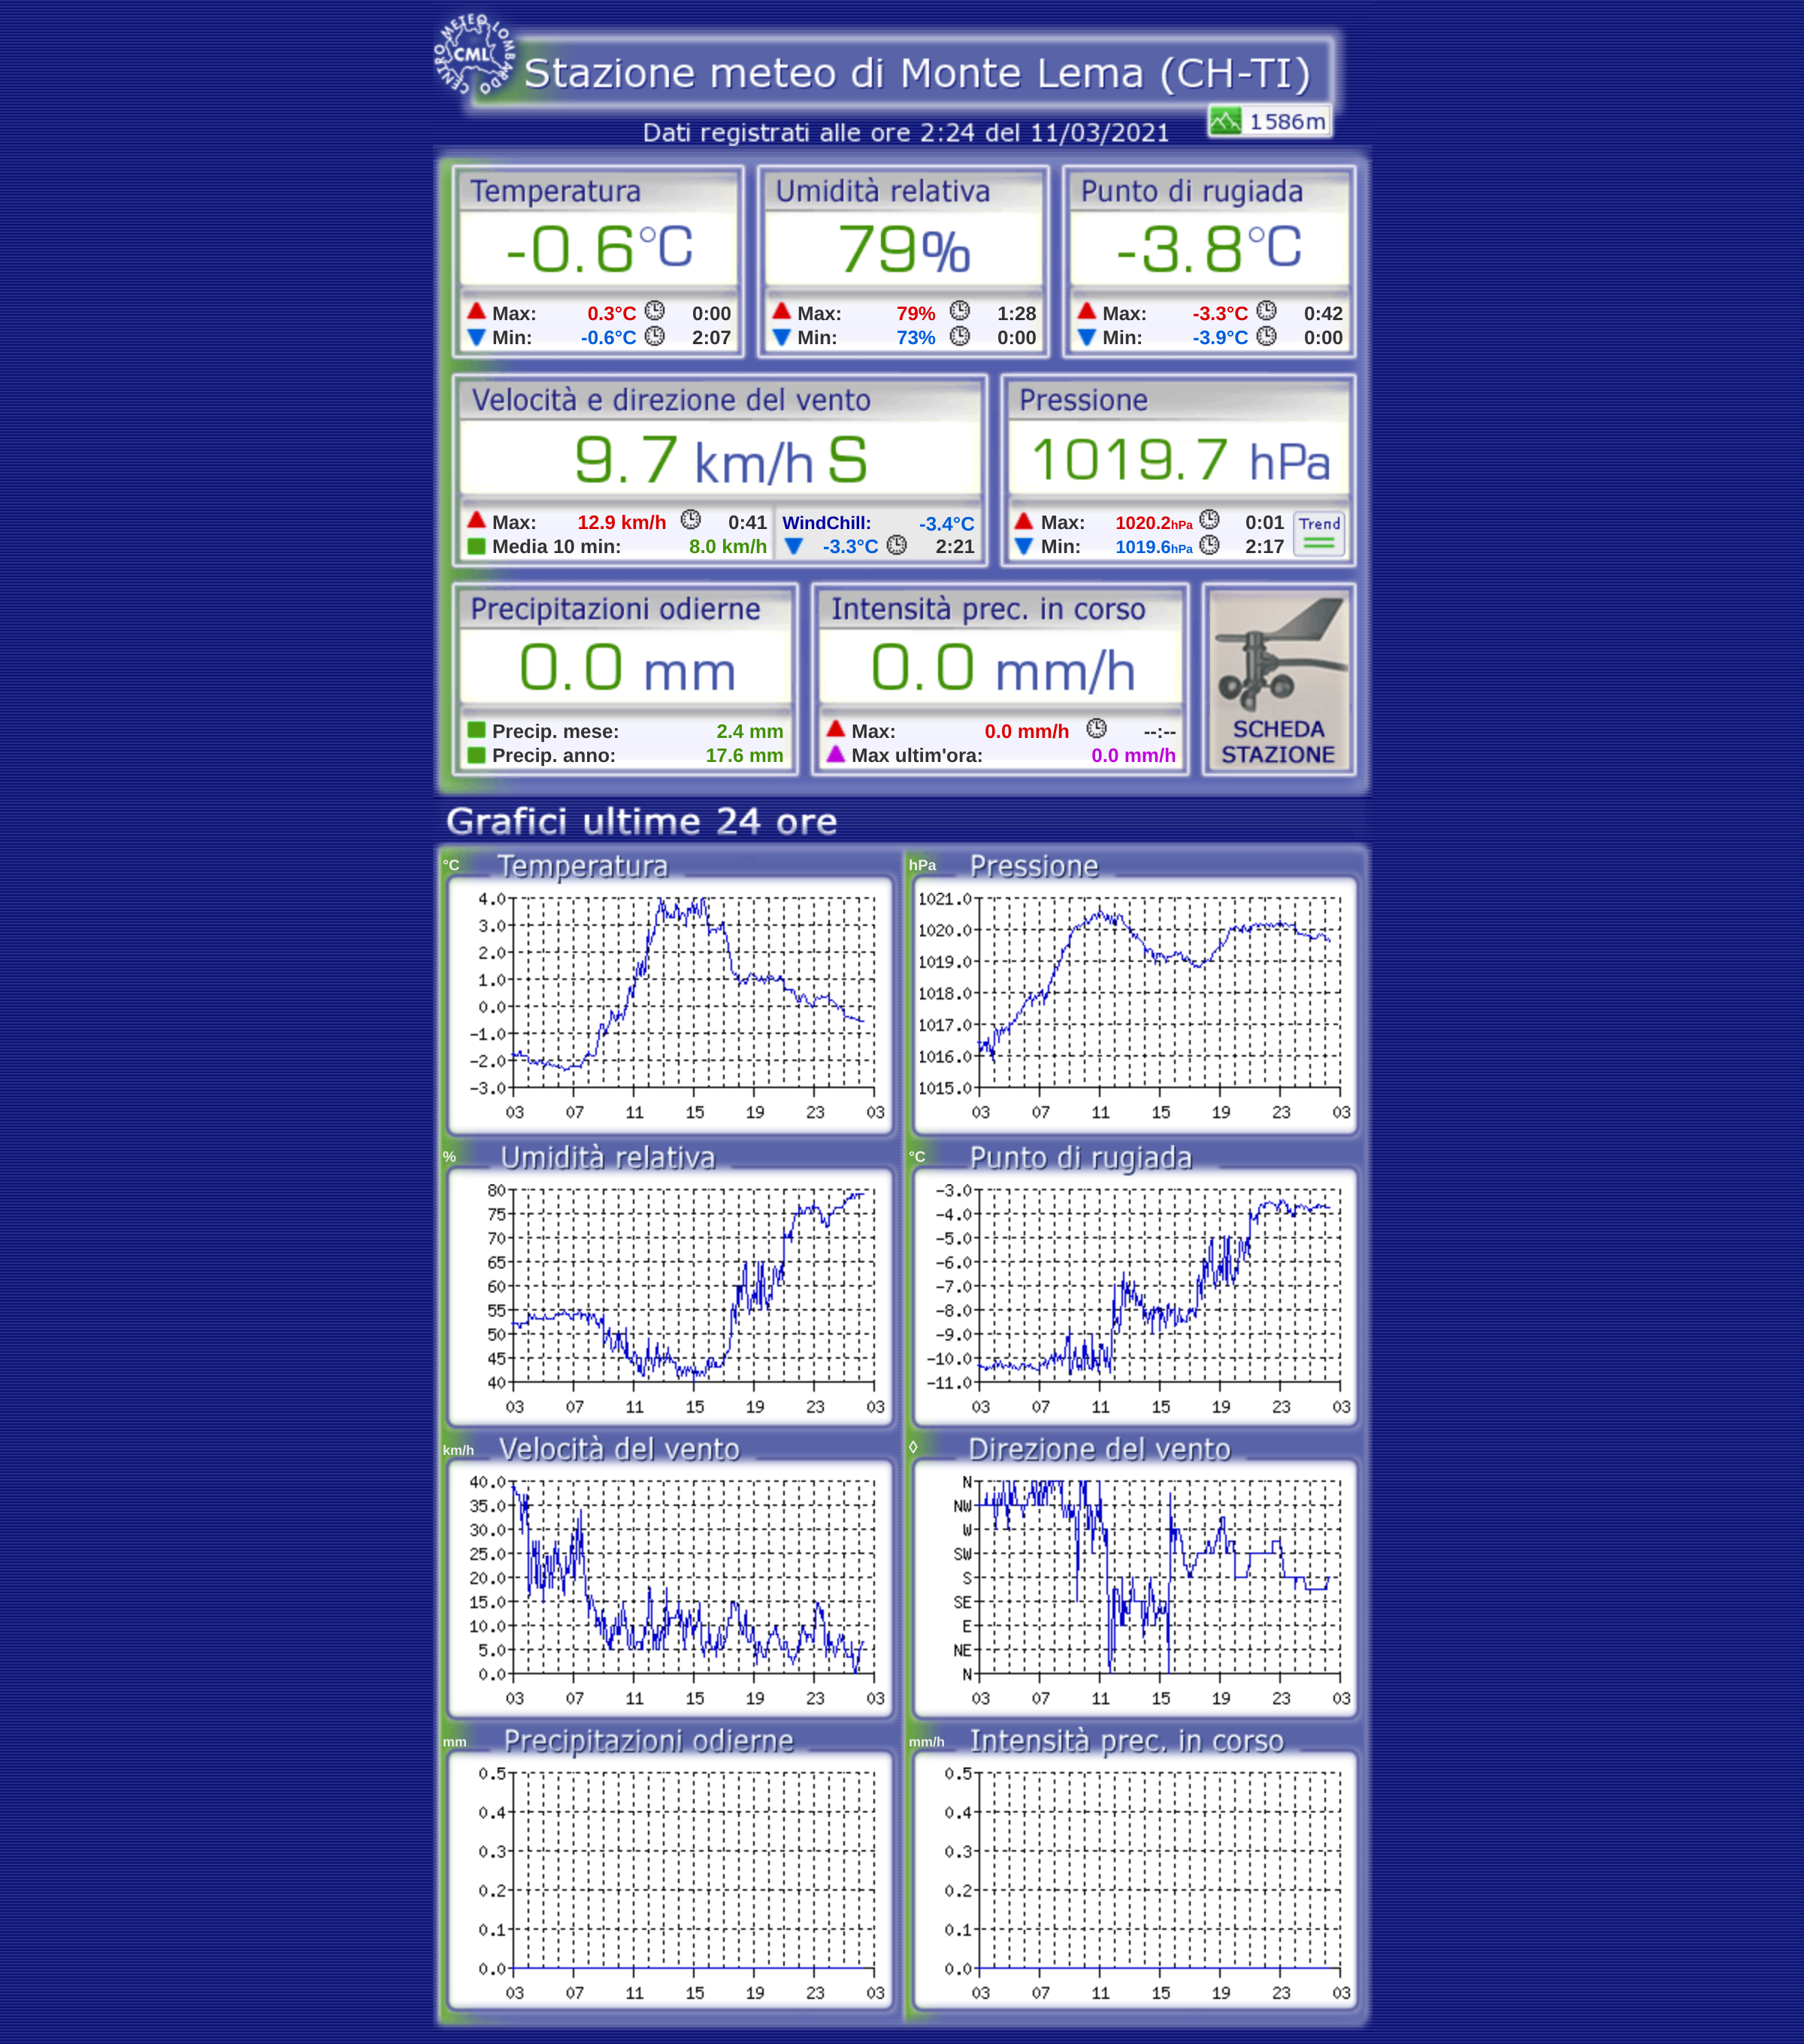 CENTRO METEO LOMBARDO
CML
Stazione meteo di Monte Lema (CH-TI)
1586m
Dati registrati alle ore 2:24 del 11/03/2021
Temperatura Umidità relativa Punto di rugiada
-0.6°C 79% -3.8°C
Max: 0.3°C 0:00 Max: 79% 1:28 Max: -3.3°C 0:42
Min: -0.6°C 2:07 Min: 73% 0:00 Min: -3.9°C 0:00
Velocità e direzione del vento Pressione
9.7 km/h S 1019.7 hPa
Max: 12.9 km/h 0:41 WindChill: -3.4°C Max: 1020.2hPa 0:01 Trend
Media 10 min: 8.0 km/h -3.3°C 2:21 Min: 1019.6hPa 2:17
Precipitazioni odierne Intensità prec. in corso
0.0 mm 0.0 mm/h
Precip. mese: 2.4 mm Max: 0.0 mm/h --:-- SCHEDA
Precip. anno: 17.6 mm Max ultim'ora: 0.0 mm/h STAZIONE
Grafici ultime 24 ore
°C Temperatura
4.0
3.0
2.0
1.0
0.0
-1.0
-2.0
-3.0
03 07 11 15 19 23 03
hPa Pressione
1021.0
1020.0
1019.0
1018.0
1017.0
1016.0
1015.0
03 07 11 15 19 23 03
% Umidità relativa
80
75
70
65
60
55
50
45
40
03 07 11 15 19 23 03
°C Punto di rugiada
-3.0
-4.0
-5.0
-6.0
-7.0
-8.0
-9.0
-10.0
-11.0
03 07 11 15 19 23 03
km/h Velocità del vento
40.0
35.0
30.0
25.0
20.0
15.0
10.0
5.0
0.0
03 07 11 15 19 23 03
◊ Direzione del vento
N
NW
W
SW
S
SE
E
NE
N
03 07 11 15 19 23 03
mm Precipitazioni odierne
0.5
0.4
0.3
0.2
0.1
0.0
03 07 11 15 19 23 03
mm/h Intensità prec. in corso
0.5
0.4
0.3
0.2
0.1
0.0
03 07 11 15 19 23 03